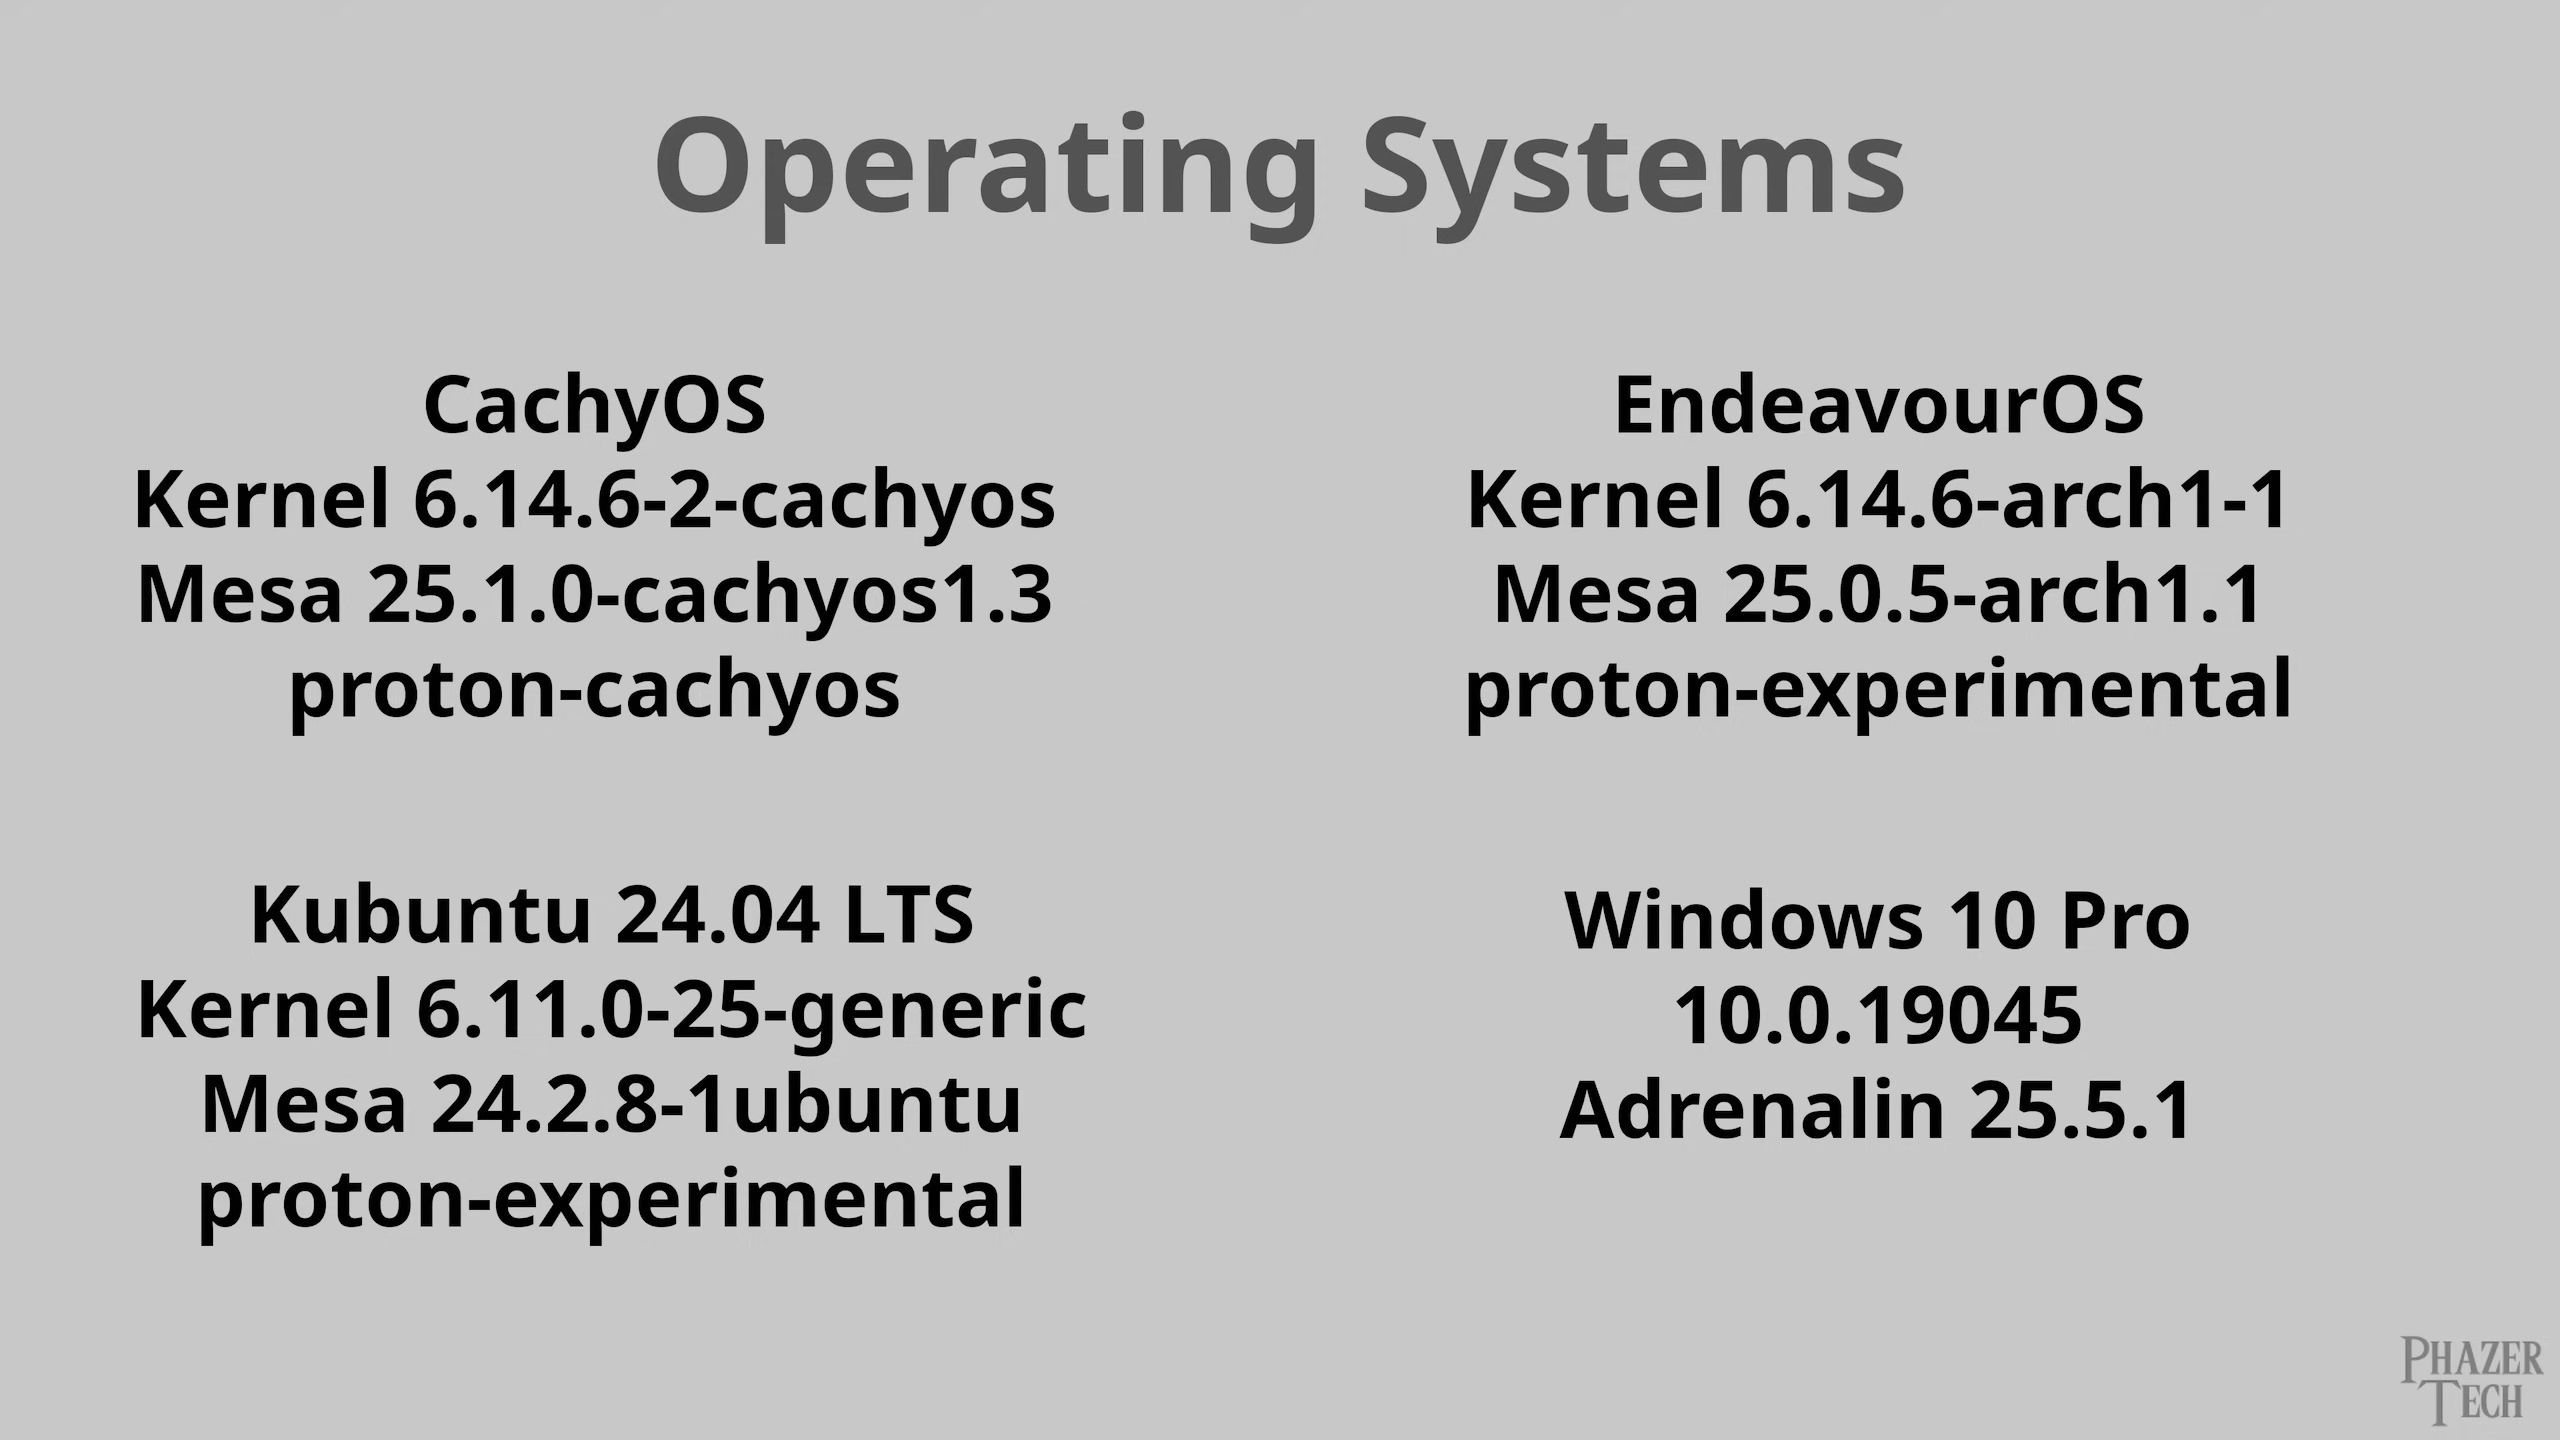 Operating Systems
CachyOS
Kernel 6.14.6-2-cachyos
Mesa 25.1.0-cachyos1.3
proton-cachyos
EndeavourOS
Kernel 6.14.6-arch1-1
Mesa 25.0.5-arch1.1
proton-experimental
Kubuntu 24.04 LTS
Kernel 6.11.0-25-generic
Mesa 24.2.8-1ubuntu
proton-experimental
Windows 10 Pro
10.0.19045
Adrenalin 25.5.1
PHAZER
TECH